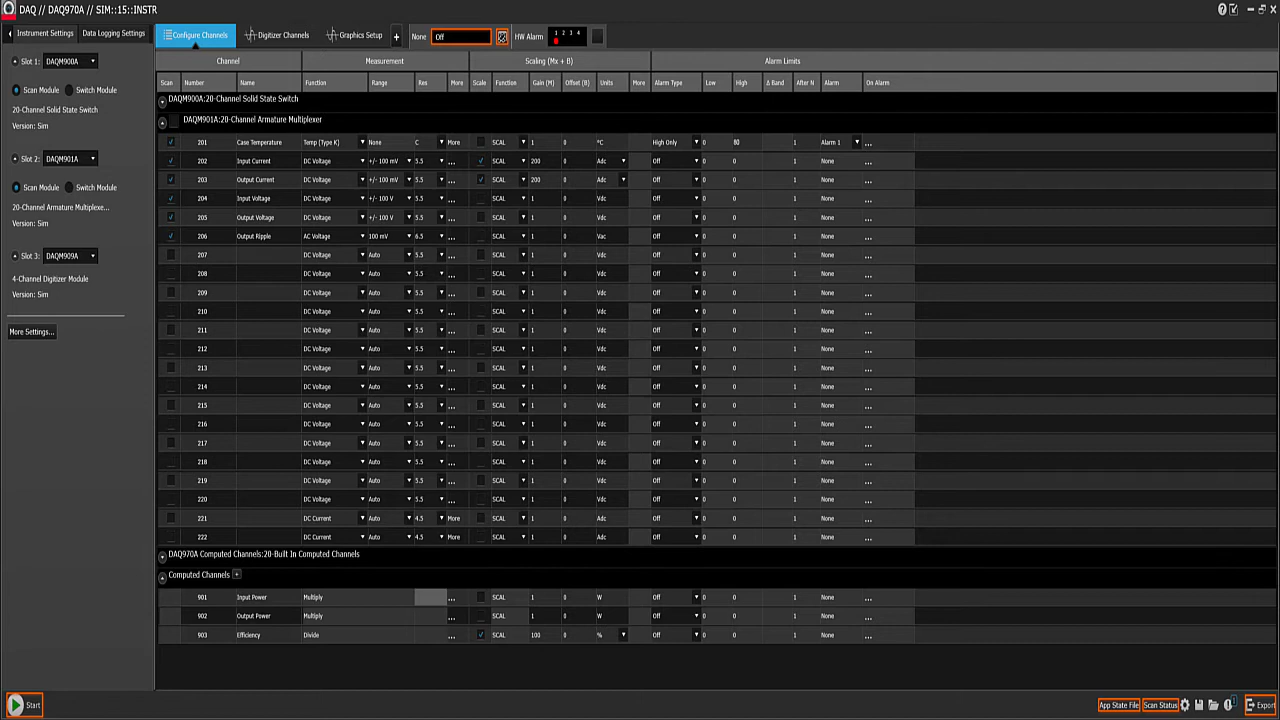 DAQ // DAQ970A // SIM::15::INSTR
Instrument Settings Data Logging Settings Configure Channels Digitizer Channels Graphics Setup + None Off HW Alarm 1 2 3 4
Slot 1: DAQM900A
Scan Module Switch Module
20-Channel Solid State Switch
Version: Sim
Slot 2: DAQM901A
Scan Module Switch Module
20-Channel Armature Multiplexe...
Version: Sim
Slot 3: DAQM909A
4-Channel Digitizer Module
Version: Sim
More Settings...
Channel Measurement Scaling (Mx + B) Alarm Limits
Scan Number Name Function Range Res More Scale Function Gain (M) Offset (B) Units More Alarm Type Low High Δ Band After N Alarm On Alarm
DAQM900A:20-Channel Solid State Switch
DAQM901A:20-Channel Armature Multiplexer
201 Case Temperature Temp (Type K) None C More SCAL 1 0 °C High Only 0 80 1 Alarm 1 ...
202 Input Current DC Voltage +/- 100 mV 5.5 ... SCAL 200 0 Adc Off 0 0 1 None ...
203 Output Current DC Voltage +/- 100 mV 5.5 ... SCAL 200 0 Adc Off 0 0 1 None ...
204 Input Voltage DC Voltage +/- 100 V 5.5 ... SCAL 1 0 Vdc Off 0 0 1 None ...
205 Output Voltage DC Voltage +/- 100 V 5.5 ... SCAL 1 0 Vdc Off 0 0 1 None ...
206 Output Ripple AC Voltage 100 mV 6.5 ... SCAL 1 0 Vac Off 0 0 1 None ...
207 DC Voltage Auto 5.5 ... SCAL 1 0 Vdc Off 0 0 1 None ...
208 DC Voltage Auto 5.5 ... SCAL 1 0 Vdc Off 0 0 1 None ...
209 DC Voltage Auto 5.5 ... SCAL 1 0 Vdc Off 0 0 1 None ...
210 DC Voltage Auto 5.5 ... SCAL 1 0 Vdc Off 0 0 1 None ...
211 DC Voltage Auto 5.5 ... SCAL 1 0 Vdc Off 0 0 1 None ...
212 DC Voltage Auto 5.5 ... SCAL 1 0 Vdc Off 0 0 1 None ...
213 DC Voltage Auto 5.5 ... SCAL 1 0 Vdc Off 0 0 1 None ...
214 DC Voltage Auto 5.5 ... SCAL 1 0 Vdc Off 0 0 1 None ...
215 DC Voltage Auto 5.5 ... SCAL 1 0 Vdc Off 0 0 1 None ...
216 DC Voltage Auto 5.5 ... SCAL 1 0 Vdc Off 0 0 1 None ...
217 DC Voltage Auto 5.5 ... SCAL 1 0 Vdc Off 0 0 1 None ...
218 DC Voltage Auto 5.5 ... SCAL 1 0 Vdc Off 0 0 1 None ...
219 DC Voltage Auto 5.5 ... SCAL 1 0 Vdc Off 0 0 1 None ...
220 DC Voltage Auto 5.5 ... SCAL 1 0 Vdc Off 0 0 1 None ...
221 DC Current Auto 4.5 More SCAL 1 0 Adc Off 0 0 1 None ...
222 DC Current Auto 4.5 More SCAL 1 0 Adc Off 0 0 1 None ...
DAQ970A Computed Channels:20-Built In Computed Channels
Computed Channels +
901 Input Power Multiply ... SCAL 1 0 W Off 0 0 1 None ...
902 Output Power Multiply ... SCAL 1 0 W Off 0 0 1 None ...
903 Efficiency Divide ... SCAL 100 0 % Off 0 0 1 None ...
Start App State File Scan Status Export